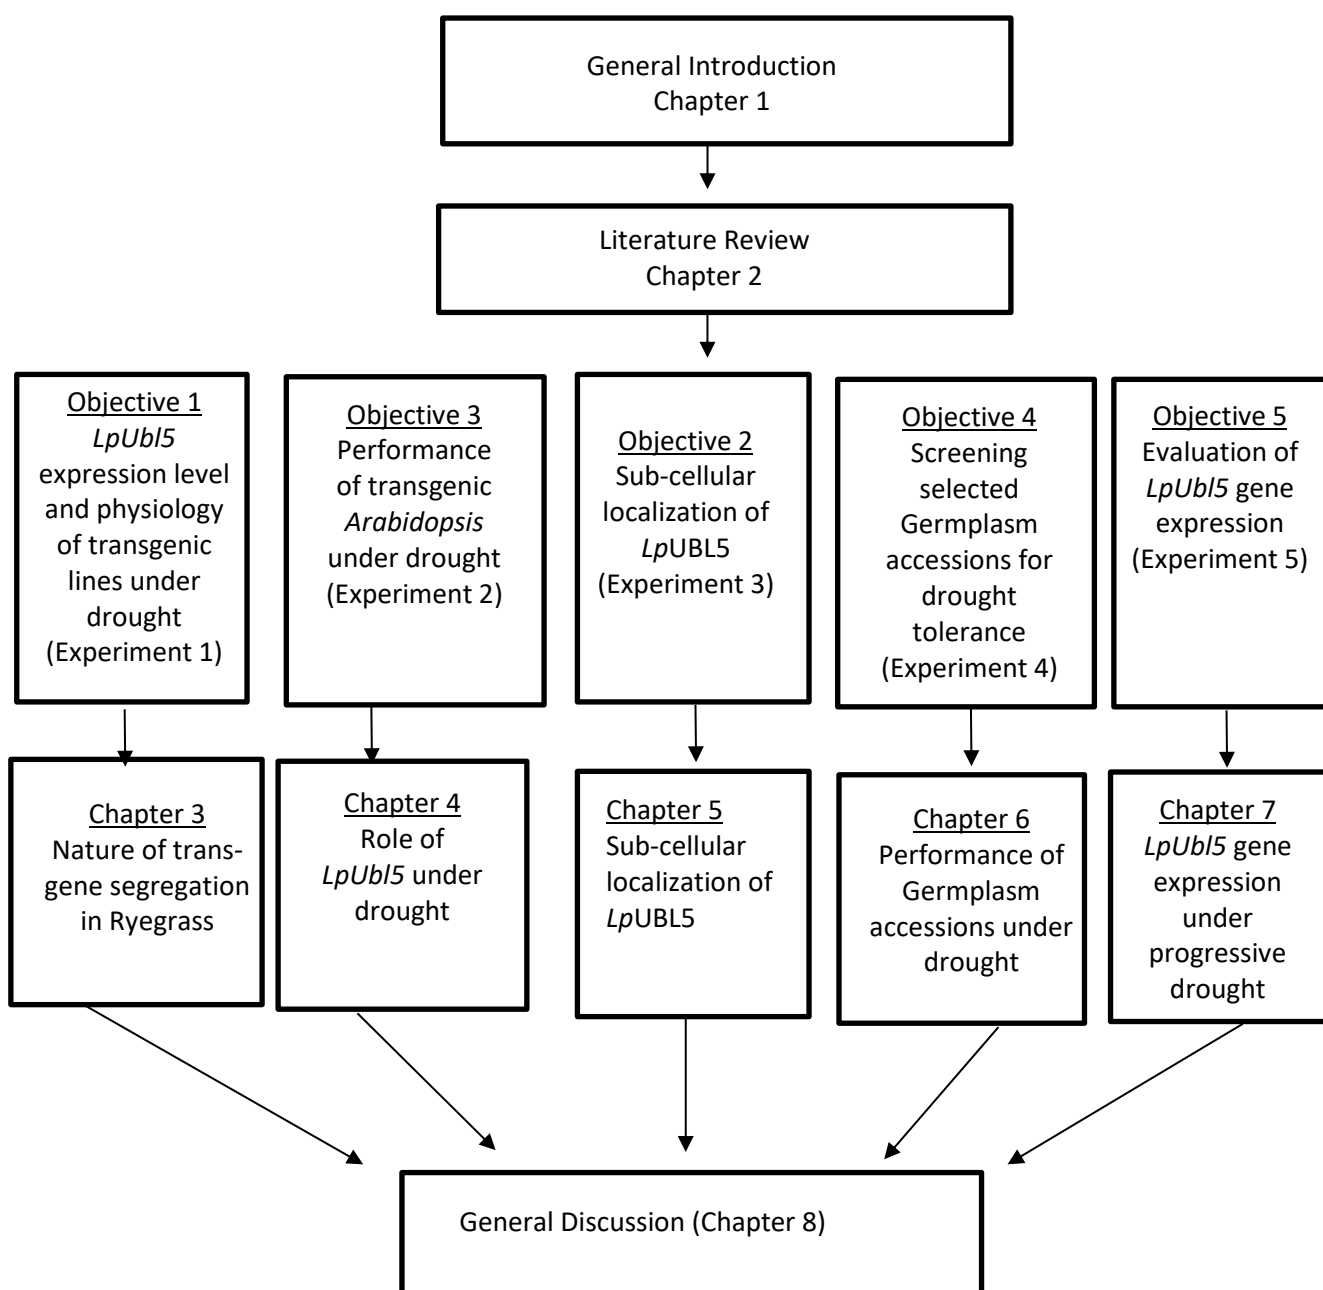 General Introduction
Chapter 1
Literature Review
Chapter 2
Objective 1
LpUbl5
expression level
and physiology
of transgenic
lines under
drought
(Experiment 1)
Objective 3
Performance
of transgenic
Arabidopsis
under drought
(Experiment 2)
Objective 2
Sub-cellular
localization of
LpUBL5
(Experiment 3)
Objective 4
Screening
selected
Germplasm
accessions for
drought
tolerance
(Experiment 4)
Objective 5
Evaluation of
LpUbl5 gene
expression
(Experiment 5)
Chapter 3
Nature of trans-
gene segregation
in Ryegrass
Chapter 4
Role of
LpUbl5 under
drought
Chapter 5
Sub-cellular
localization of
LpUBL5
Chapter 6
Performance of
Germplasm
accessions under
drought
Chapter 7
LpUbl5 gene
expression
under
progressive
drought
General Discussion (Chapter 8)